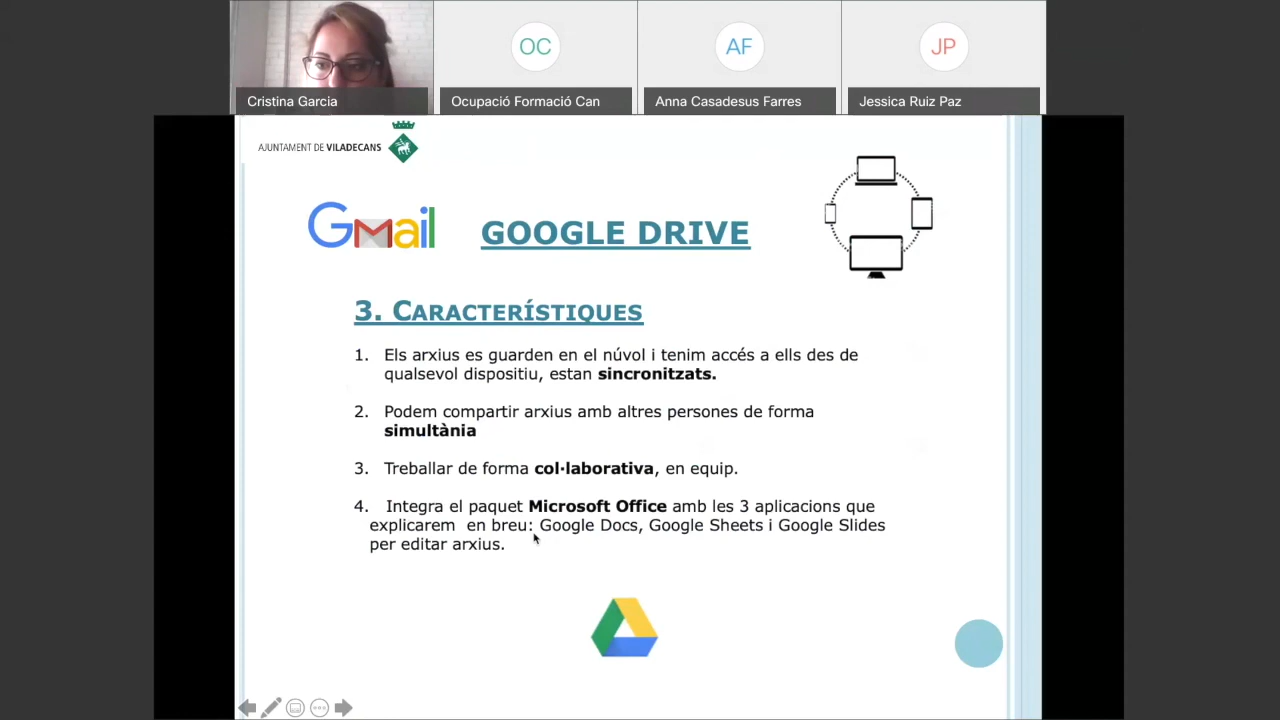 OC
AF
JP
Cristina Garcia
Ocupació Formació Can
Anna Casadesus Farres
Jessica Ruiz Paz
AJUNTAMENT DE VILADECANS
Gmail
GOOGLE DRIVE
3. CARACTERÍSTIQUES
1. Els arxius es guarden en el núvol i tenim accés a ells des de
qualsevol dispositiu, estan sincronitzats.
2. Podem compartir arxius amb altres persones de forma
simultània
3. Treballar de forma col·laborativa, en equip.
4. Integra el paquet Microsoft Office amb les 3 aplicacions que
explicarem en breu: Google Docs, Google Sheets i Google Slides
per editar arxius.